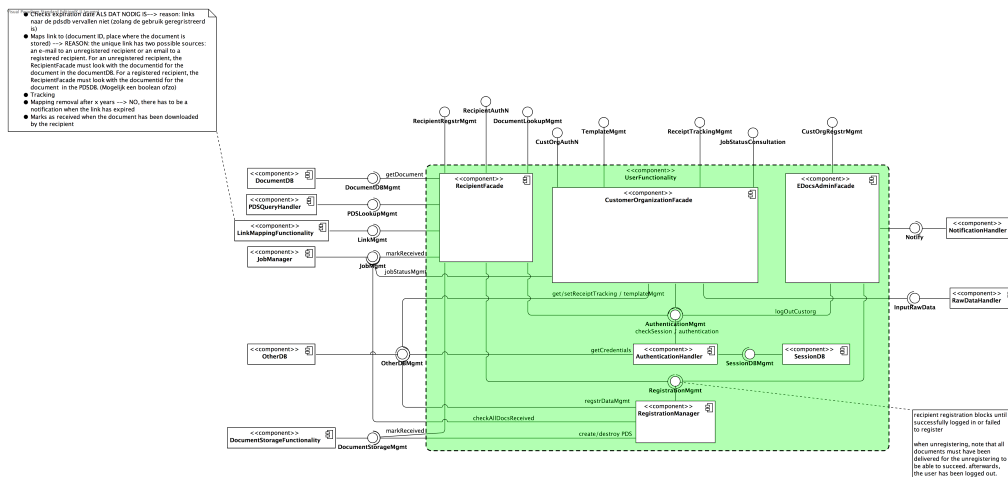 ● Checks expiration date ALS DAT NODIG IS--> reason: links
naar de pdsdb vervallen niet (zolang de gebruik geregistreerd
is)
● Maps link to (document ID, place where the document is
stored) --> REASON: the unique link has two possible sources:
an e-mail to an unregistered recipient or an email to a
registered recipient. For an unregistered recipient, the
RecipientFacade must look with the documentid for the
document in the documentDB. For a registered recipient, the
RecipientFacade must look with the documentid for the
document in the PDSDB. (Mogelijk een boolean ofzo)
● Tracking
● Mapping removal after x years --> NO, there has to be a
notification when the link has expired
● Marks as received when the document has been downloaded
by the recipient
RecipientAuthN
RecipientRegstrMgmt
DocumentLookupMgmt
CustOrgAuthN
TemplateMgmt
ReceiptTrackingMgmt
JobStatusConsultation
CustOrgRegstrMgmt
<<component>>
UserFunctionality
<<component>>
DocumentDB
getDocument
DocumentDBMgmt
<<component>>
RecipientFacade
<<component>>
CustomerOrganizationFacade
<<component>>
EDocsAdminFacade
<<component>>
PDSQueryHandler
PDSLookupMgmt
<<component>>
LinkMappingFunctionality
LinkMgmt
<<component>>
NotificationHandler
Notify
<<component>>
JobManager
markReceived
JobMgmt
jobStatusMgmt
get/setReceiptTracking / templateMgmt
<<component>>
RawDataHandler
InputRawData
logOutCustorg
AuthenticationMgmt
checkSession / authentication
<<component>>
OtherDB
OtherDBMgmt
getCredentials
<<component>>
AuthenticationHandler
SessionDBMgmt
<<component>>
SessionDB
RegistrationMgmt
regstrDataMgmt
<<component>>
RegistrationManager
checkAllDocsReceived
<<component>>
DocumentStorageFunctionality
markReceived
DocumentStorageMgmt
create/destroy PDS
recipient registration blocks until
successfully logged in or failed
to register
when unregistering, note that all
documents must have been
delivered for the unregistering to
be able to succeed. afterwards,
the user has been logged out.